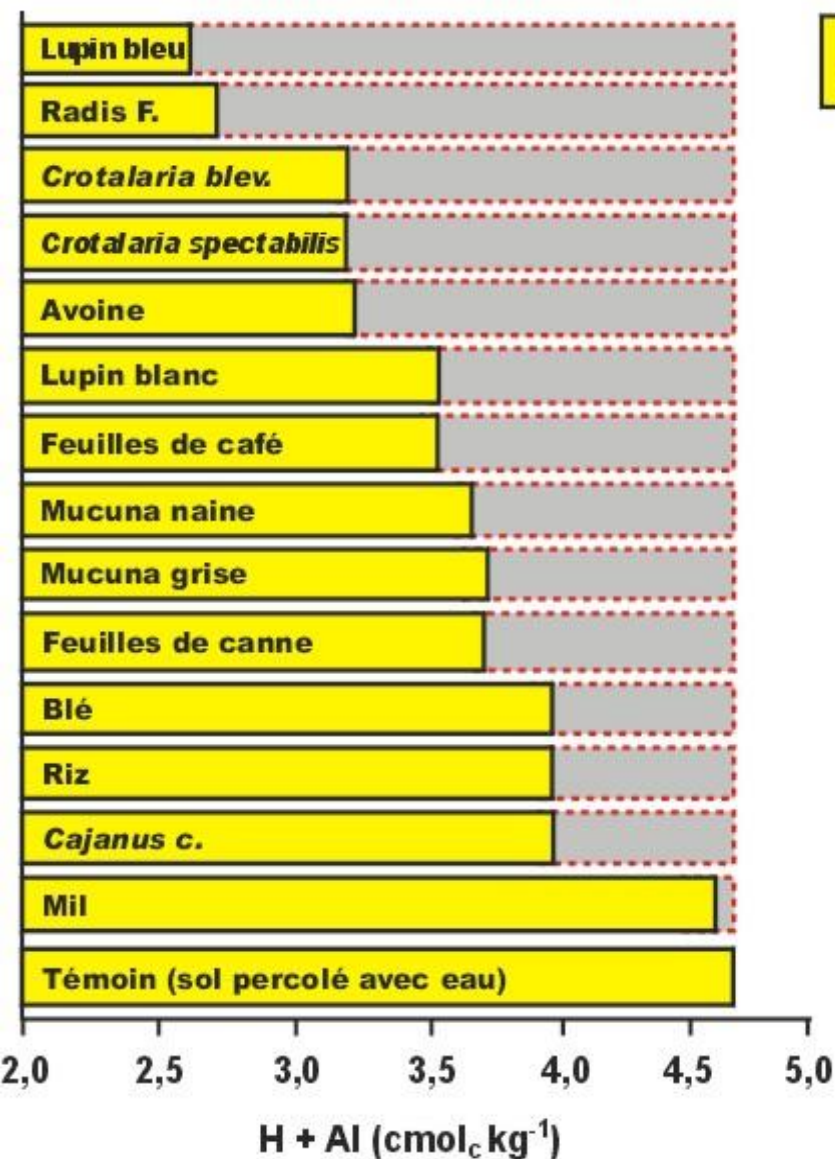 Lupin bleu
Radis F.
Crotalaria blev.
Crotalaria spectabilis
Avoine
Lupin blanc
Feuilles de café
Mucuna naine
Mucuna grise
Feuilles de canne
Blé
Riz
Cajanus c.
Mil
Témoin (sol percolé avec eau)
2,0 2,5 3,0 3,5 4,0 4,5 5,0
H + Al (cmolc kg-1)